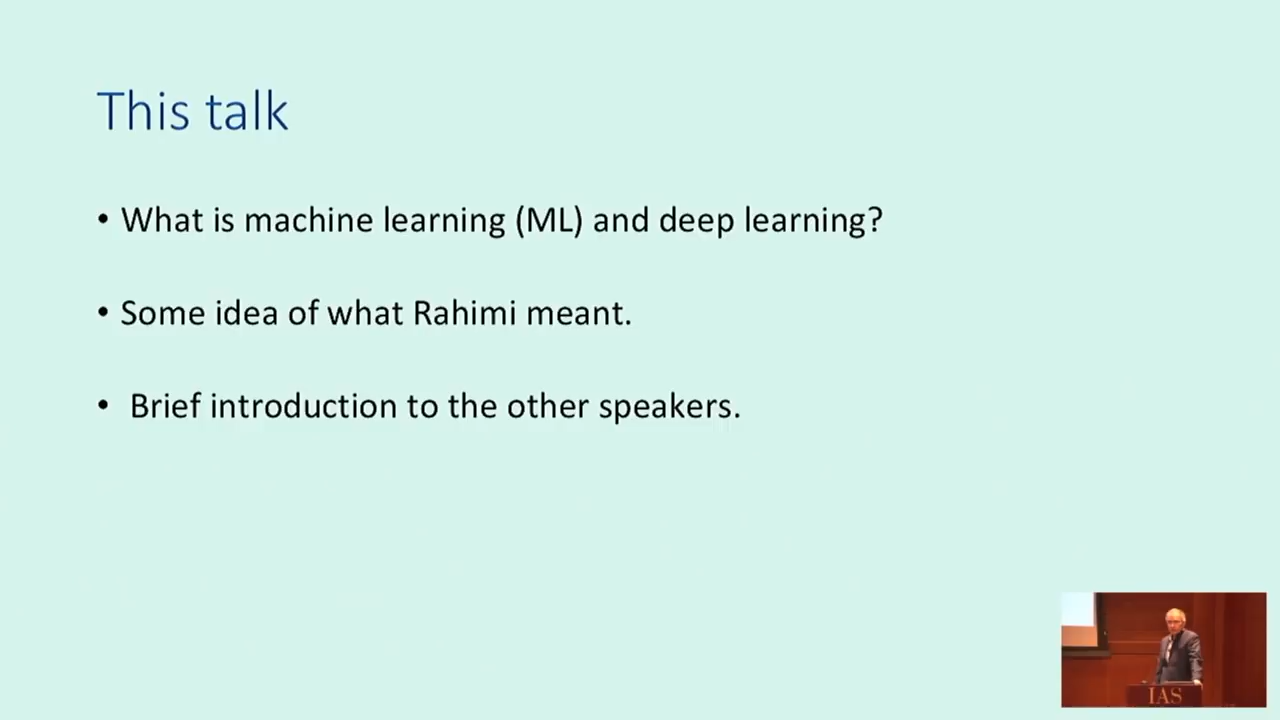 This talk
• What is machine learning (ML) and deep learning?
• Some idea of what Rahimi meant.
• Brief introduction to the other speakers.
IAS